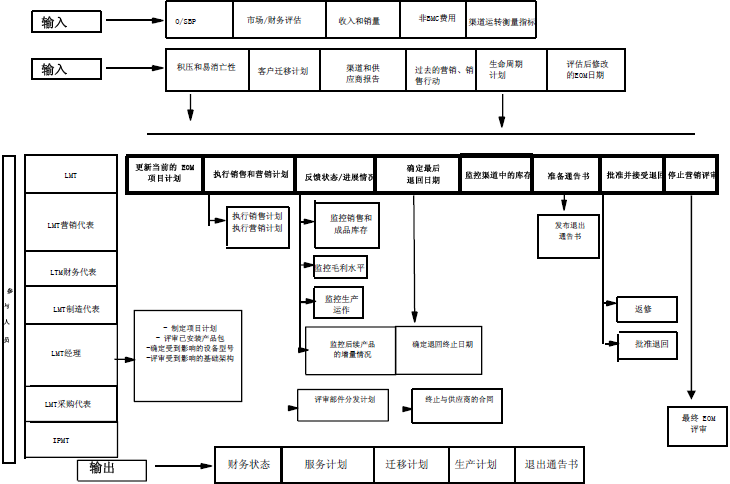 输入
O/SBP
市场/财务评估
收入和销量
非BMC费用
渠道运转衡量指标
输入
积压和易消亡性
客户迁移计划
渠道和供
应商报告
过去的营销、销
售行动
生命周期
计划
评估后修改
的EOM日期
参与人员
LMT
更新当前的 EOM
项目计划
执行销售和营销计划
反馈状态/进展情况
确定最后
退回日期
监控渠道中的库存
准备通告书
批准并接受退回
停止营销评审
LMT营销代表
执行销售计划
执行营销计划
监控销售和
成品库存
发布退出
通告书
LTM财务代表
监控毛利水平
LMT制造代表
监控生产
运作
返修
LMT经理
- 制定项目计划
- 评审已安装产品包
-确定受到影响的设备型号
-评审受到影响的基础架构
监控后续产品
的增量情况
确定退回终止日期
批准退回
LMT采购代表
评审部件分发计划
终止与供应商的合同
最终 EOM
评审
IPMT
输出
财务状态
服务计划
迁移计划
生产计划
退出通告书